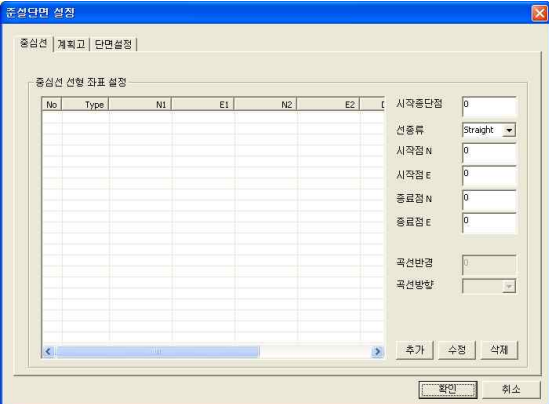 준설단면 설정
중심선 계획고 단면설정
중심선 선형 좌표 설정
No Type N1 E1 N2 E2
시작종단점 0
선종류 Straight
시작점 N 0
시작점 E 0
종료점 N 0
종료점 E 0
곡선반경 0
곡선방향
추가 수정 삭제
확인 취소